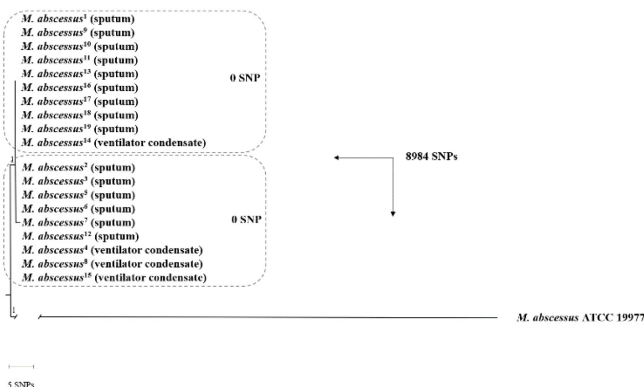 M. abscessus¹ (sputum)
M. abscessus⁹ (sputum)
M. abscessus¹⁰ (sputum)
M. abscessus¹¹ (sputum)
M. abscessus¹³ (sputum)
0 SNP
M. abscessus¹⁶ (sputum)
M. abscessus¹⁷ (sputum)
M. abscessus¹⁸ (sputum)
M. abscessus¹⁹ (sputum)
M. abscessus¹⁴ (ventilator condensate)
8984 SNPs
1
M. abscessus² (sputum)
M. abscessus³ (sputum)
M. abscessus⁵ (sputum)
M. abscessus⁶ (sputum)
M. abscessus⁷ (sputum)
0 SNP
M. abscessus¹² (sputum)
M. abscessus⁴ (ventilator condensate)
M. abscessus⁸ (ventilator condensate)
M. abscessus¹⁵ (ventilator condensate)
1
M. abscessus ATCC 19977
5 SNPs